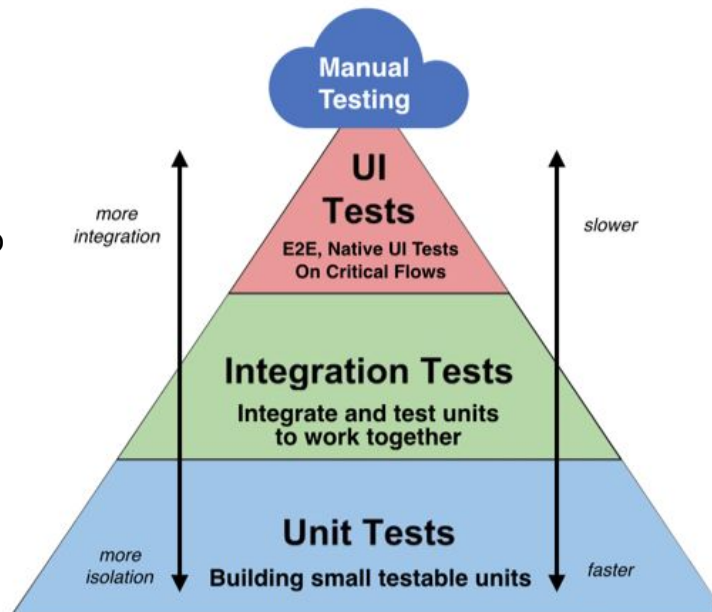 Manual
Testing
UI
Tests
E2E, Native UI Tests
On Critical Flows
more
integration
slower
Integration Tests
Integrate and test units
to work together
Unit Tests
Building small testable units
more
isolation
faster